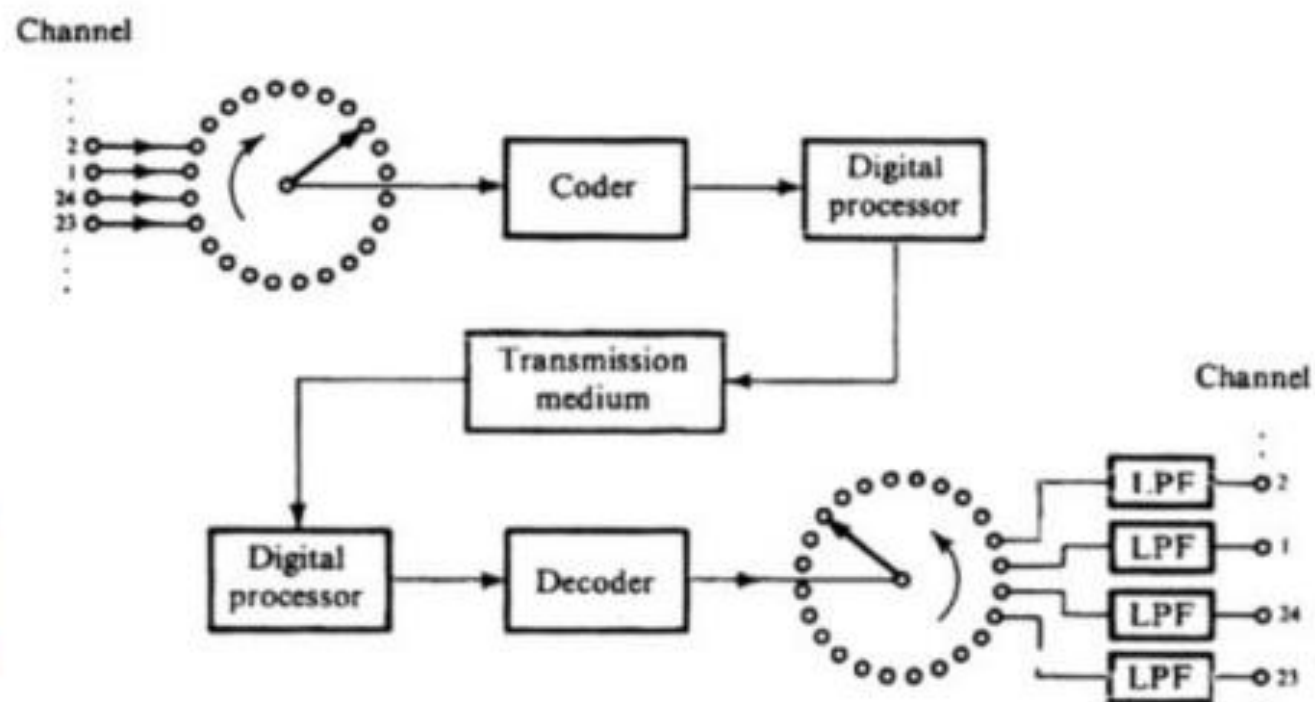 Channel
2
1
24
23
Coder
Digital
processor
Transmission
medium
Channel
Digital
processor
Decoder
LPF
2
LPF
1
LPF
24
LPF
23